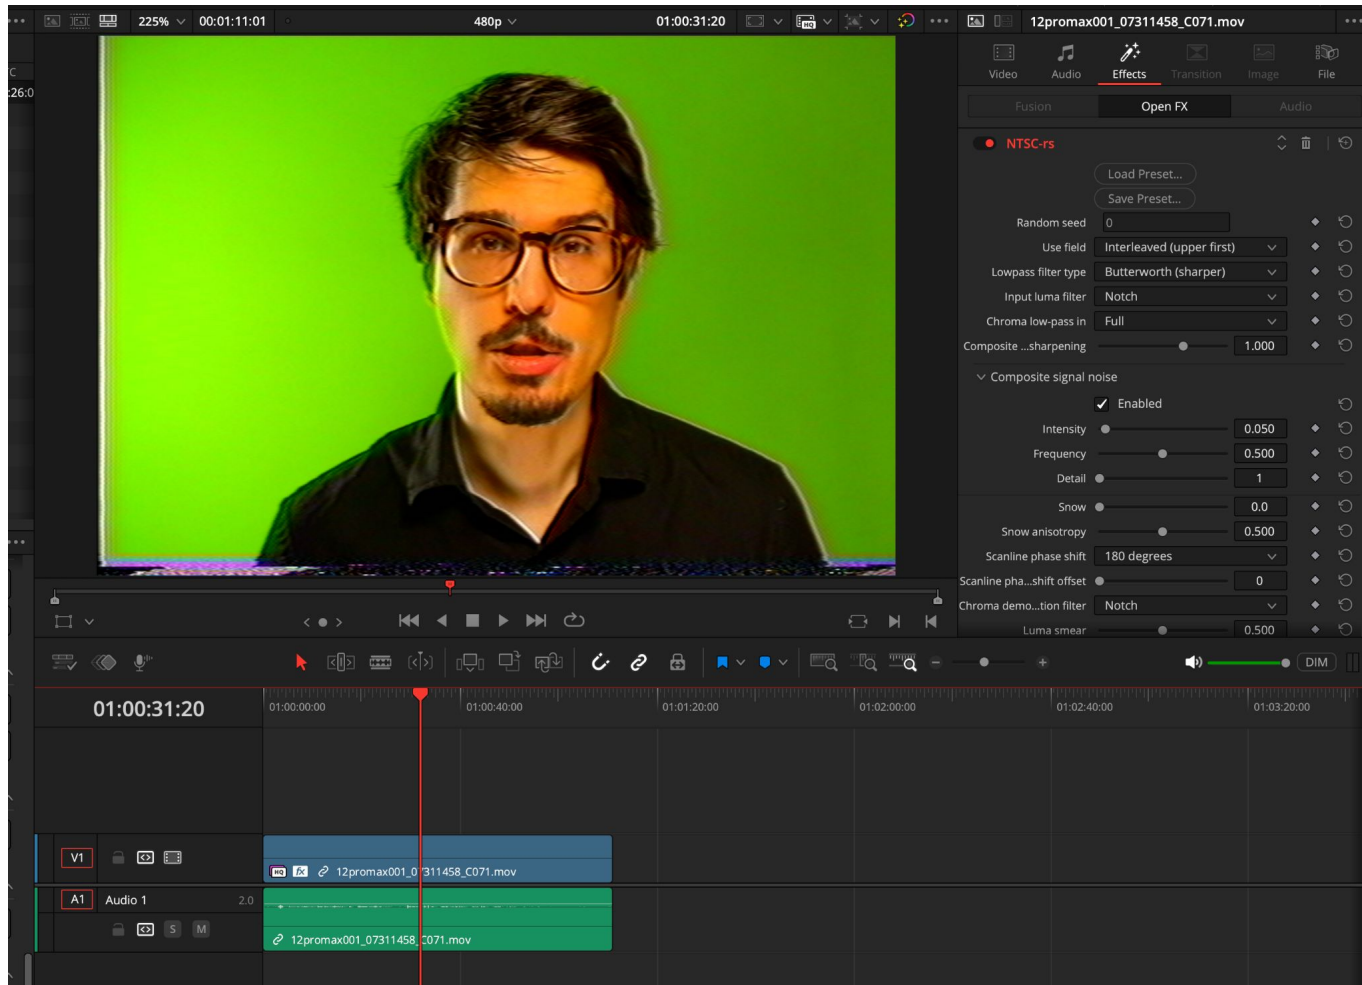 225%
00:01:11:01
480p
01:00:31:20
12promax001_07311458_C071.mov
C
:26:0
Video
Audio
Effects
Transition
Image
File
Fusion
Open FX
Audio
NTSC-rs
Load Preset...
Save Preset...
Random seed 0
Use field Interleaved (upper first)
Lowpass filter type Butterworth (sharper)
Input luma filter Notch
Chroma low-pass in Full
Composite ...sharpening 1.000
Composite signal noise
Enabled
Intensity 0.050
Frequency 0.500
Detail 1
Snow 0.0
Snow anisotropy 0.500
Scanline phase shift 180 degrees
Scanline pha...shift offset 0
Chroma demo...tion filter Notch
Luma smear 0.500
DIM
01:00:31:20
01:00:00:00
01:00:40:00
01:01:20:00
01:02:00:00
01:02:40:00
01:03:20:00
V1
HQ fx 12promax001_07311458_C071.mov
A1 Audio 1 2.0
S M
12promax001_07311458_C071.mov